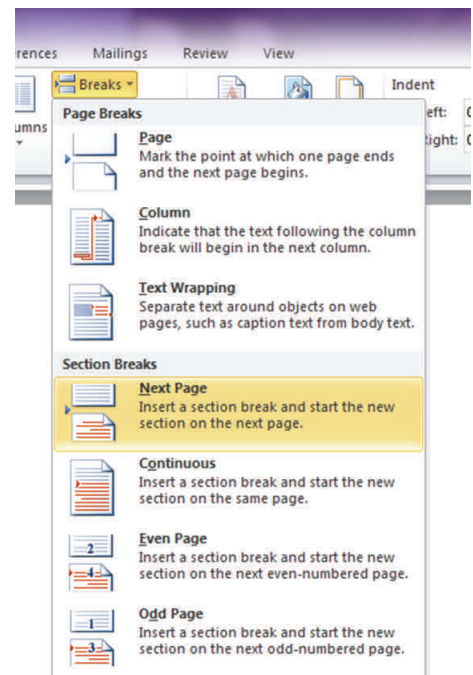 Mailings Review View
Breaks
Indent
Page Breaks
Page
Mark the point at which one page ends
and the next page begins.
Column
Indicate that the text following the column
break will begin in the next column.
Text Wrapping
Separate text around objects on web
pages, such as caption text from body text.
Section Breaks
Next Page
Insert a section break and start the new
section on the next page.
Continuous
Insert a section break and start the new
section on the same page.
Even Page
Insert a section break and start the new
section on the next even-numbered page.
2
4
Odd Page
Insert a section break and start the new
section on the next odd-numbered page.
1
3